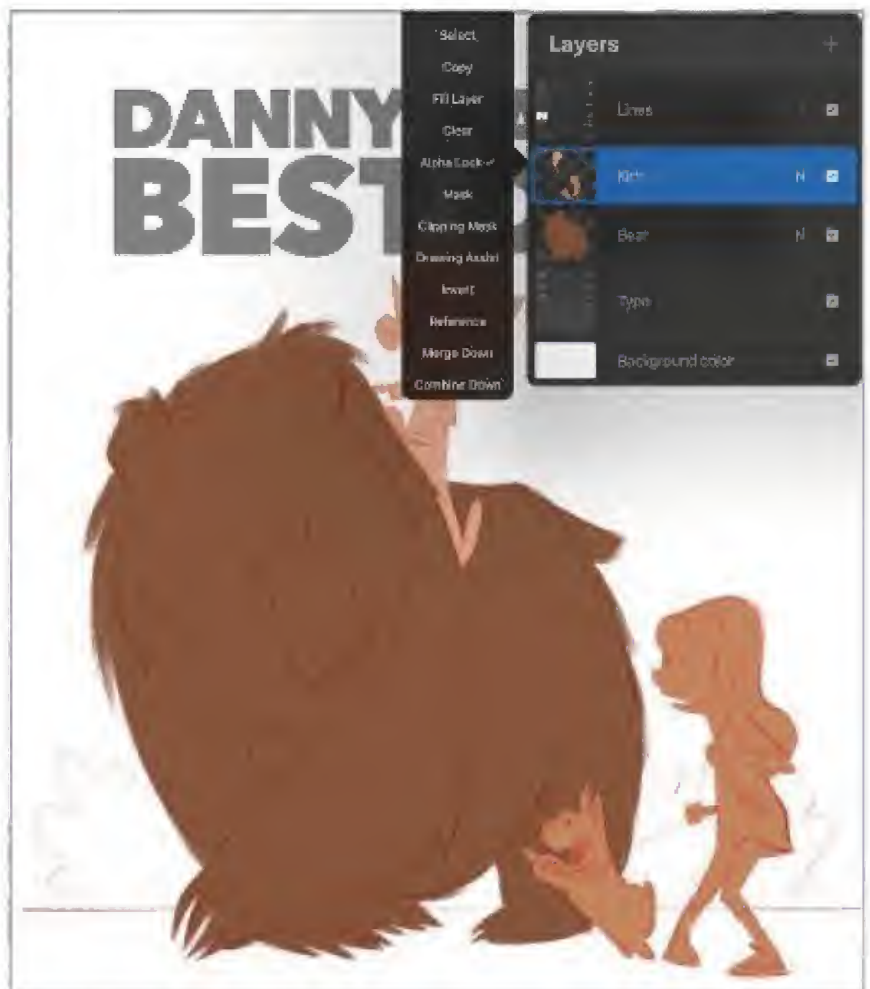 DANNY
BEST
Select
Copy
Fill Layer
Clear
Alpha Lock ✓
Mask
Clipping Mask
Drawing Assist
Invert
Reference
Merge Down
Combine Down
Layers +
Lines
N
Bear N
Type
Background color